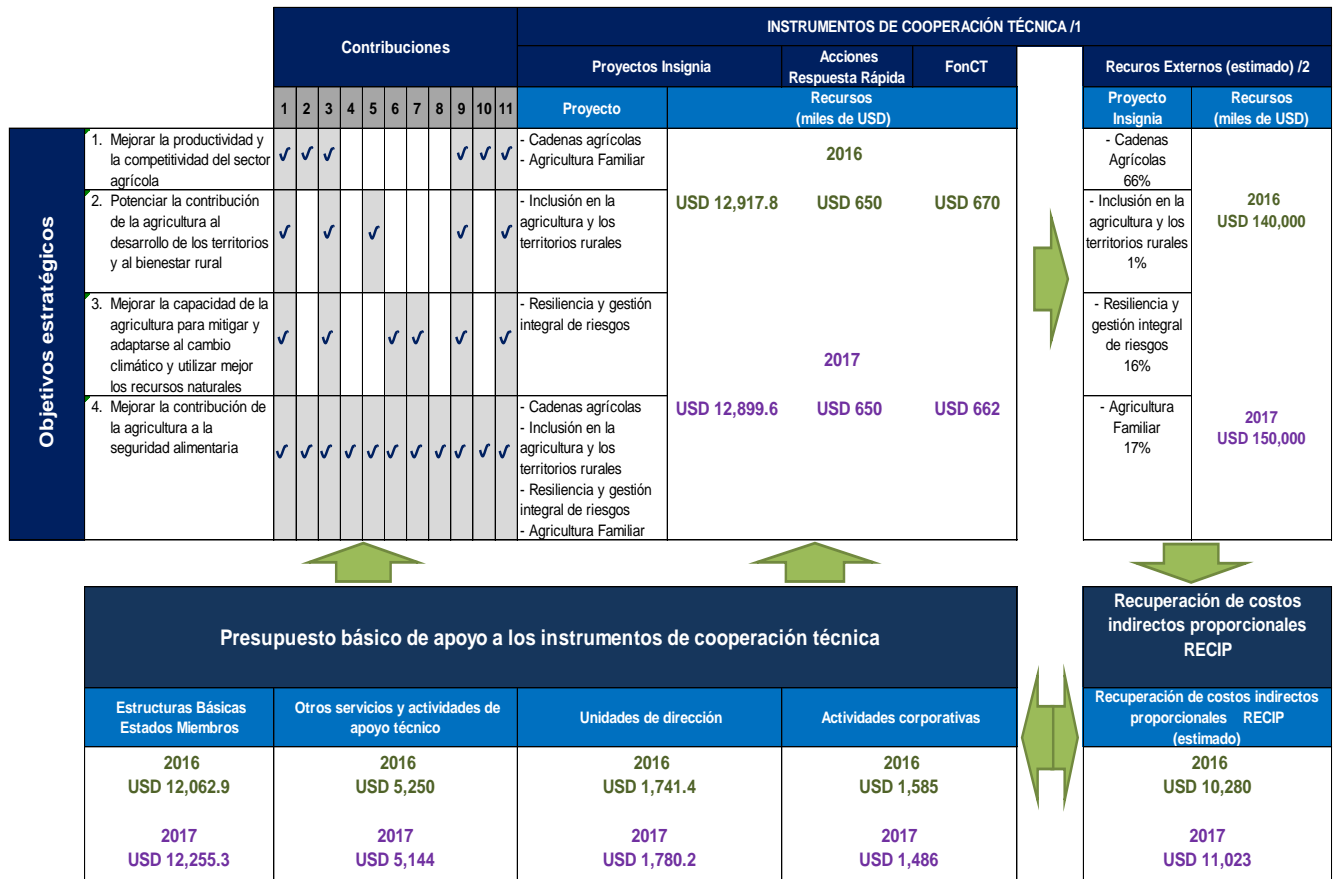 INSTRUMENTOS DE COOPERACIÓN TÉCNICA /1
Contribuciones
Proyectos Insignia
Acciones
Respuesta Rápida
FonCT
Recuros Externos (estimado) /2
1 2 3 4 5 6 7 8 9 10 11
Proyecto
Recursos
(miles de USD)
Proyecto
Insignia
Recursos
(miles de USD)
Objetivos estratégicos
1. Mejorar la productividad y
la competitividad del sector
agrícola
✓ ✓ ✓ ✓ ✓ ✓
- Cadenas agrícolas
- Agricultura Familiar
2. Potenciar la contribución
de la agricultura al
desarrollo de los territorios
y al bienestar rural
✓ ✓ ✓ ✓ ✓
- Inclusión en la
agricultura y los
territorios rurales
3. Mejorar la capacidad de la
agricultura para mitigar y
adaptarse al cambio
climático y utilizar mejor
los recursos naturales
✓ ✓ ✓ ✓ ✓ ✓
- Resiliencia y gestión
integral de riesgos
4. Mejorar la contribución de
la agricultura a la
seguridad alimentaria
✓ ✓ ✓ ✓ ✓ ✓ ✓ ✓ ✓ ✓ ✓
- Cadenas agrícolas
- Inclusión en la
agricultura y los
territorios rurales
- Resiliencia y gestión
integral de riesgos
- Agricultura Familiar
2016
USD 12,917.8 USD 650 USD 670
2017
USD 12,899.6 USD 650 USD 662
- Cadenas
Agrícolas
66%
- Inclusión en la
agricultura y los
territorios rurales
1%
- Resiliencia y
gestión integral
de riesgos
16%
- Agricultura
Familiar
17%
2016
USD 140,000
2017
USD 150,000
Presupuesto básico de apoyo a los instrumentos de cooperación técnica
Estructuras Básicas
Estados Miembros
Otros servicios y actividades de
apoyo técnico
Unidades de dirección
Actividades corporativas
2016 2016 2016 2016
USD 12,062.9 USD 5,250 USD 1,741.4 USD 1,585
2017 2017 2017 2017
USD 12,255.3 USD 5,144 USD 1,780.2 USD 1,486
Recuperación de costos
indirectos proporcionales
RECIP
Recuperación de costos indirectos
proporcionales RECIP
(estimado)
2016
USD 10,280
2017
USD 11,023